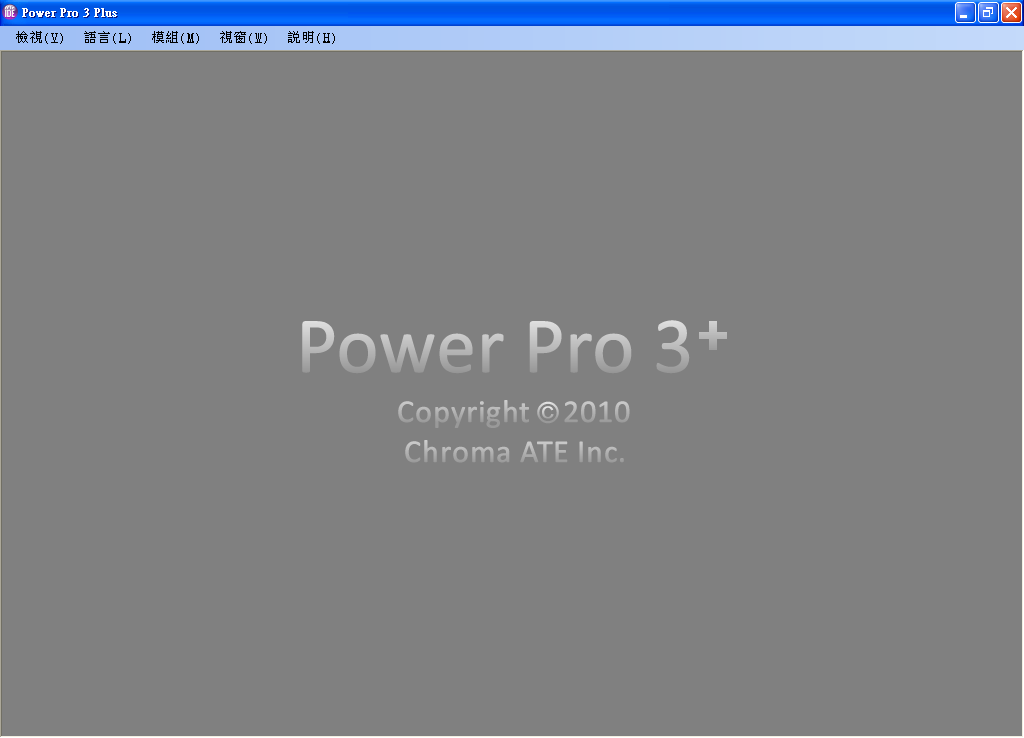 IDE Power Pro 3 Plus
檢視(V) 語言(L) 模組(M) 視窗(W) 說明(H)
Power Pro 3+
Copyright ©2010
Chroma ATE Inc.